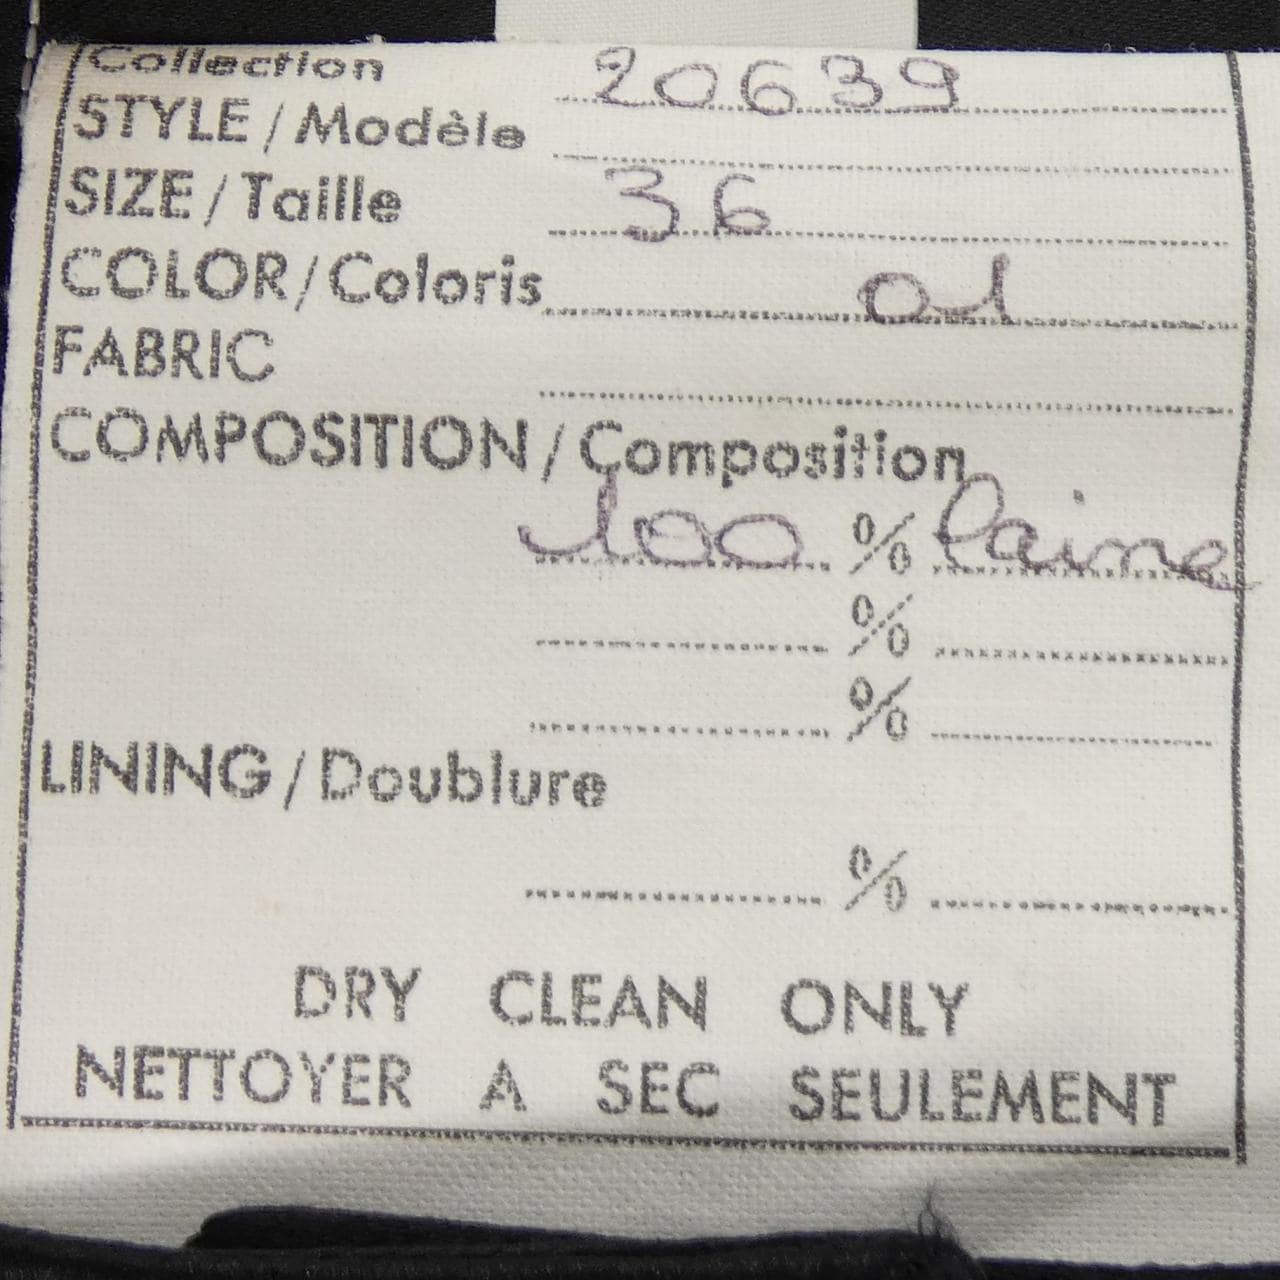 Collection 20639
STYLE / Modèle
SIZE / Taille 36
COLOR / Coloris 01
FABRIC
COMPOSITION / Composition
100 % laine
%
%
LINING / Doublure
%
DRY CLEAN ONLY
NETTOYER A SEC SEULEMENT